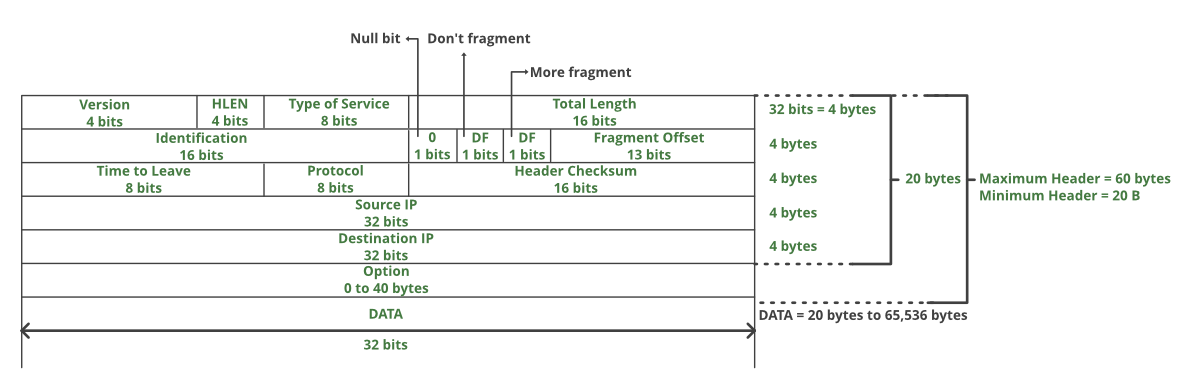 Null bit
Don't fragment
More fragment
Version
4 bits
HLEN
4 bits
Type of Service
8 bits
Total Length
16 bits
32 bits = 4 bytes
Identification
16 bits
0
1 bits
DF
1 bits
DF
1 bits
Fragment Offset
13 bits
4 bytes
Time to Leave
8 bits
Protocol
8 bits
Header Checksum
16 bits
4 bytes
20 bytes
Maximum Header = 60 bytes
Minimum Header = 20 B
Source IP
32 bits
4 bytes
Destination IP
32 bits
4 bytes
Option
0 to 40 bytes
DATA
DATA = 20 bytes to 65,536 bytes
32 bits